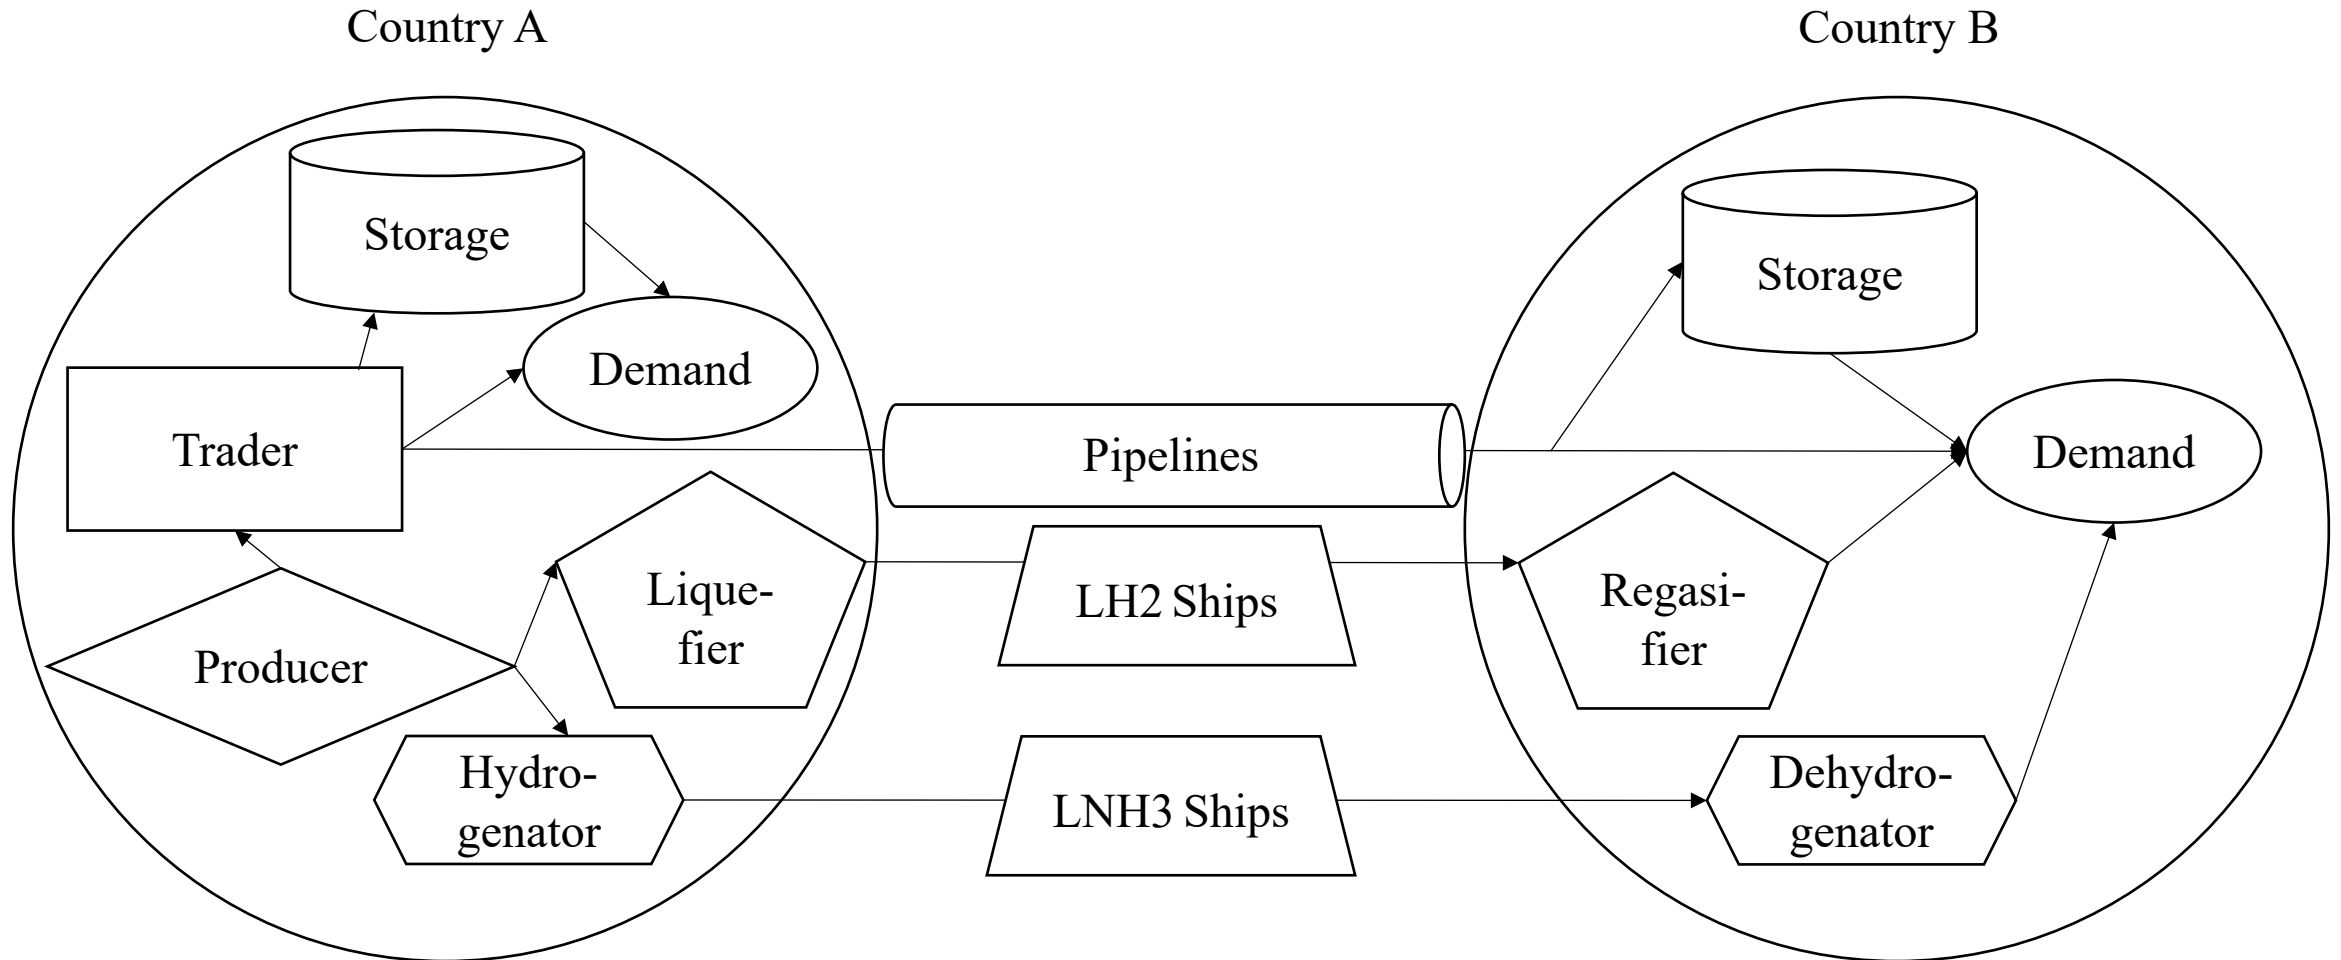 Country A
Country B
Storage
Demand
Trader
Producer
Lique-
fier
Hydro-
genator
Pipelines
LH2 Ships
LNH3 Ships
Storage
Demand
Regasi-
fier
Dehydro-
genator